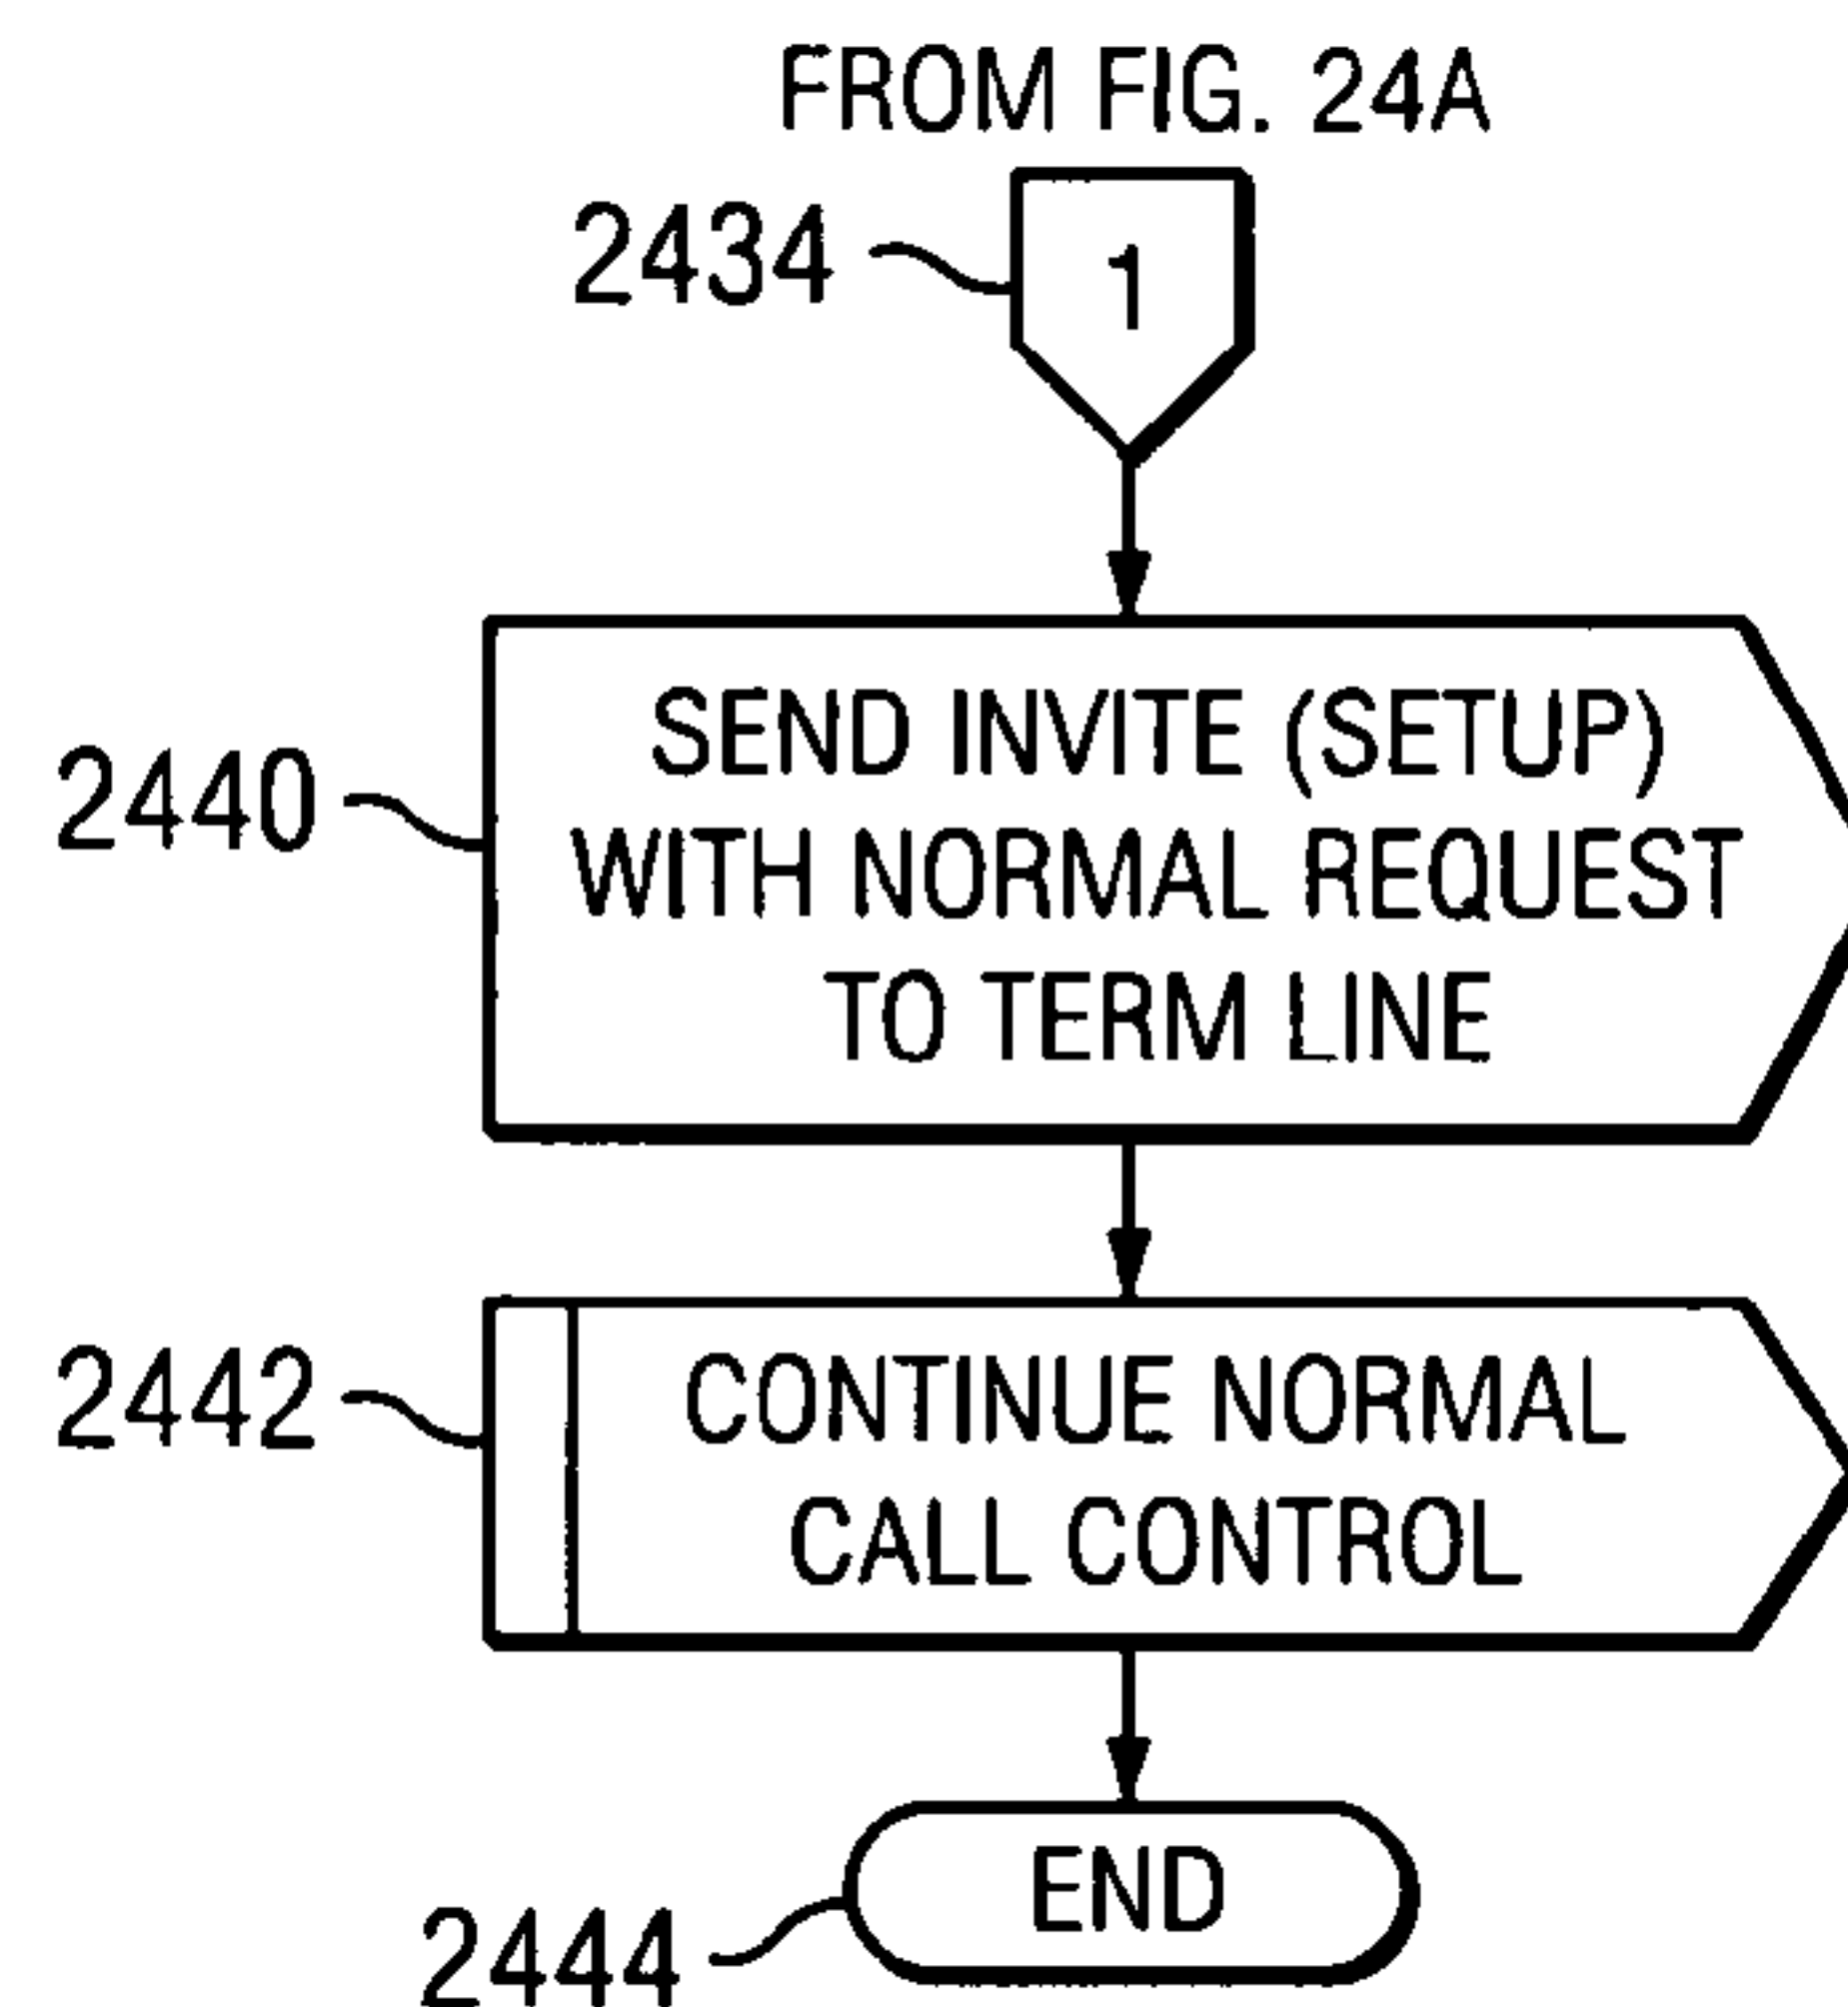 FROM FIG. 24A
2434
1
2440
SEND INVITE (SETUP)
WITH NORMAL REQUEST
TO TERM LINE
2442
CONTINUE NORMAL
CALL CONTROL
END
2444